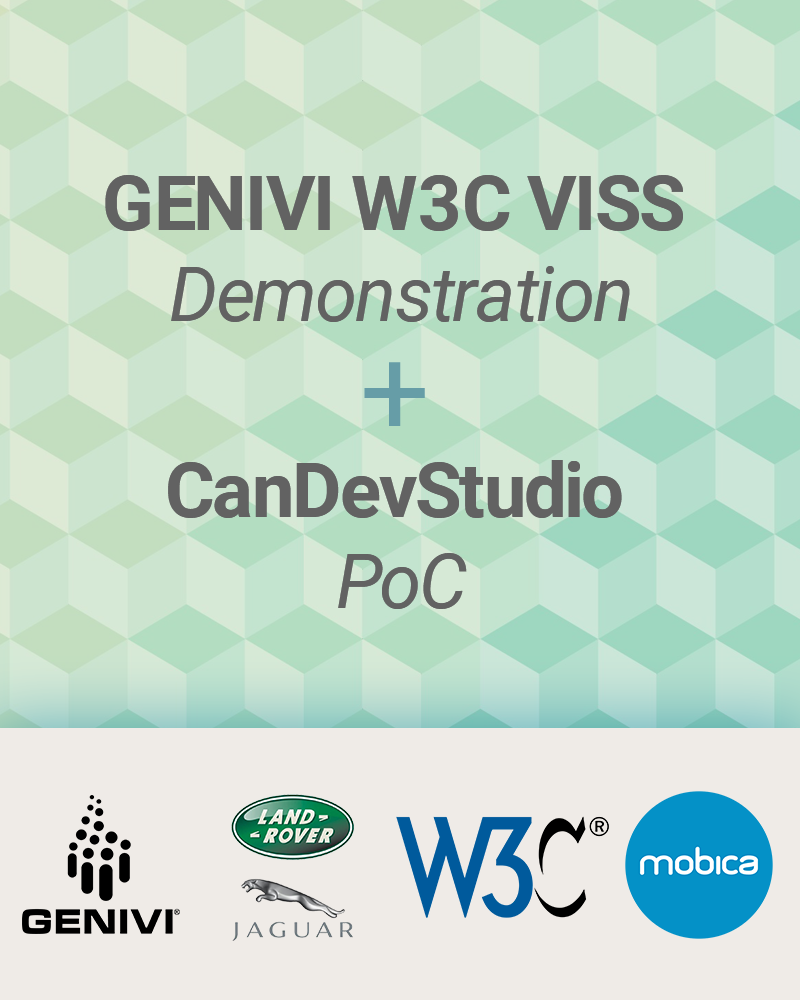 GENIVI W3C VISS
Demonstration
+
CanDevStudio
PoC
GENIVI®
LAND-
-ROVER
JAGUAR
W3C®
mobica